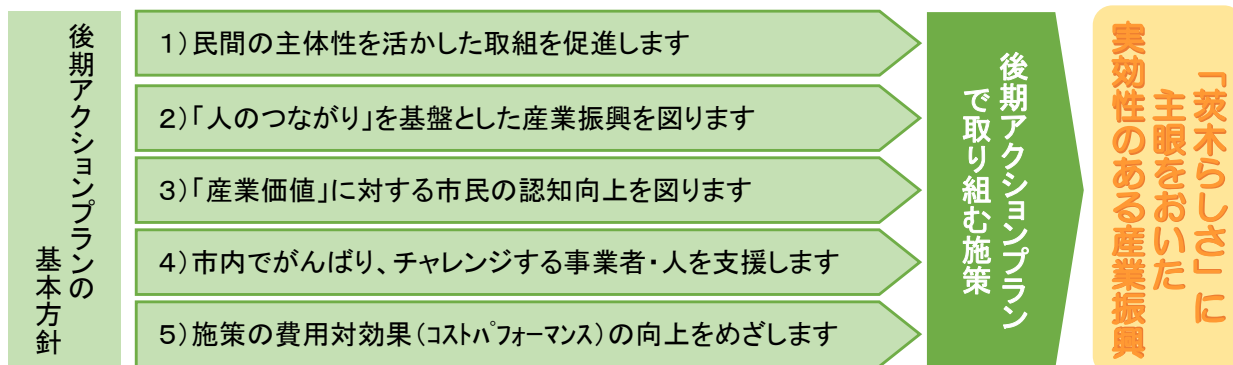 後期アクションプランの
基本方針
1）民間の主体性を活かした取組を促進します
2）「人のつながり」を基盤とした産業振興を図ります
3）「産業価値」に対する市民の認知向上を図ります
4）市内でがんばり、チャレンジする事業者・人を支援します
5）施策の費用対効果（ｺｽﾄﾊﾟﾌｫｰﾏﾝｽ）の向上をめざします
後期アクションプラン
で取り組む施策
「茨木らしさ」に
主眼をおいた
実効性のある産業振興